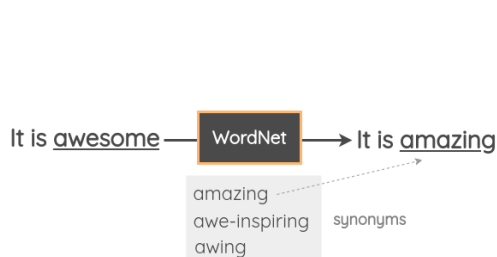 It is awesome
WordNet
It is amazing
amazing
awe-inspiring
synonyms
awing